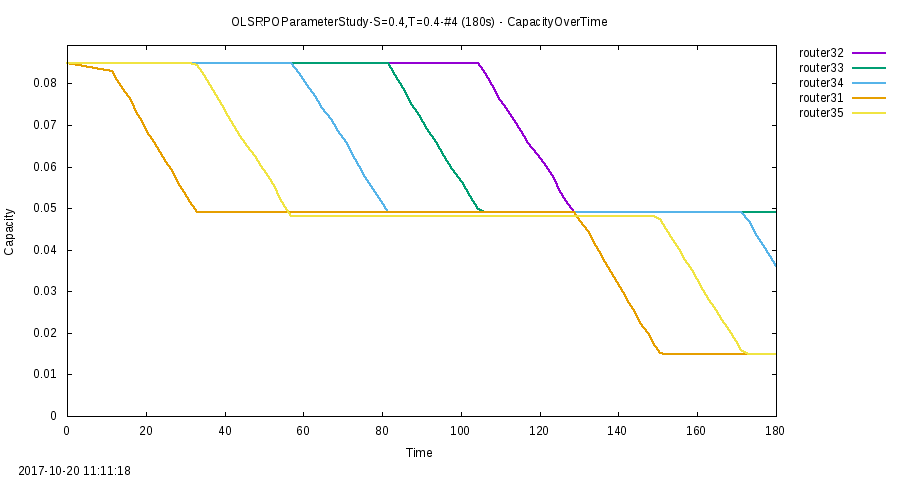 OLSRPOParameterStudy-S=0.4,T=0.4-#4 (180s) - CapacityOverTime
router32
router33
router34
router31
router35
0.08
0.07
0.06
0.05
0.04
0.03
0.02
0.01
0
Capacity
0 20 40 60 80 100 120 140 160 180
Time
2017-10-20 11:11:18